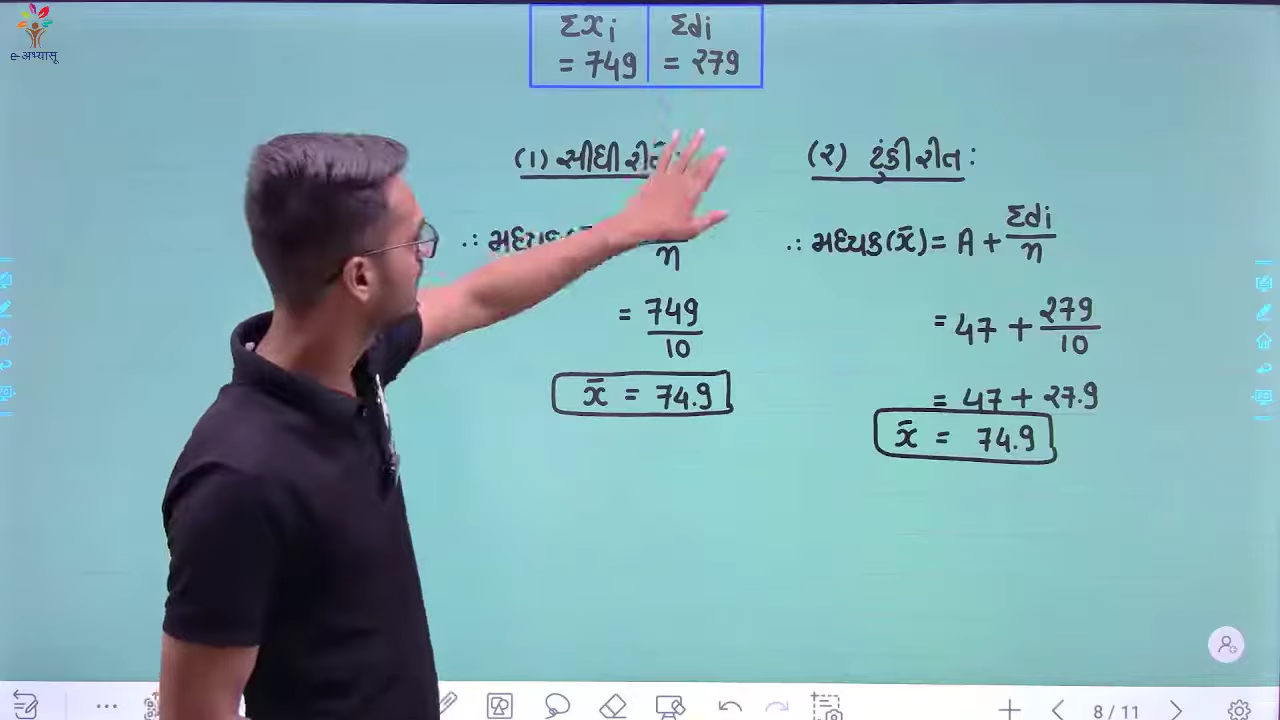 e-अभ्यासू
Σxi Σdi
= 749 = 279
(1) સીધી રીત :
(૨) ટુંકી રીત :
∴ મધ્યક(x̄)
n
∴ મધ્યક(x̄) = A + Σdi/n
= 749/10
= 47 + 279/10
x̄ = 74.9
= 47 + 27.9
x̄ = 74.9
8 / 11